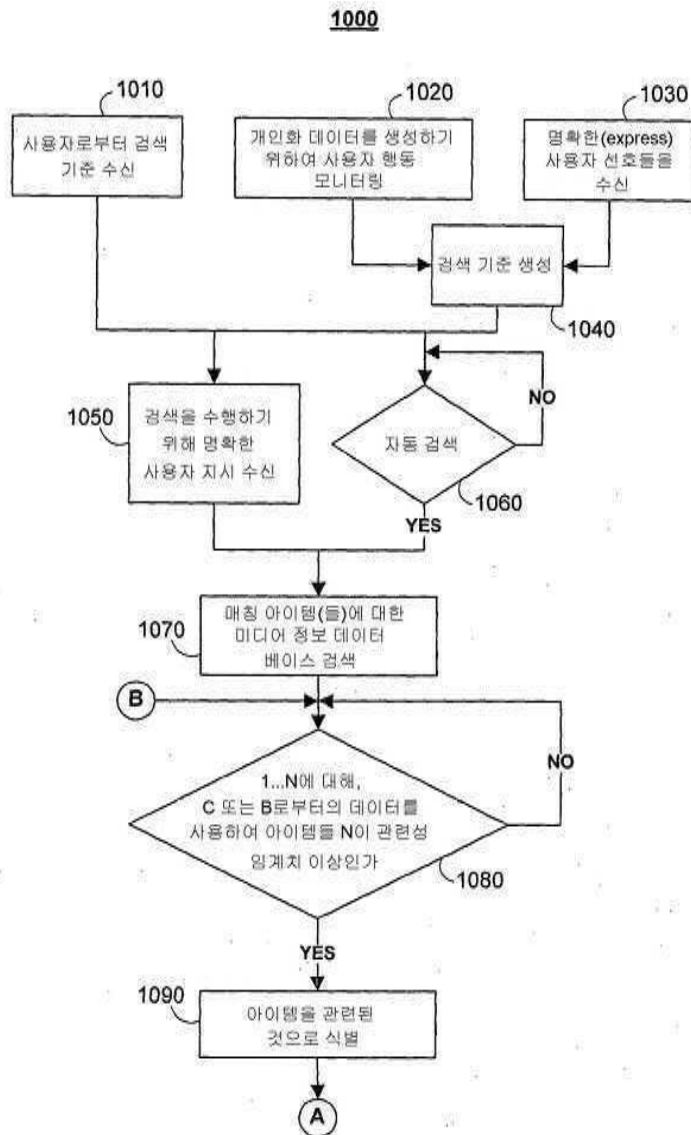 1000
1010
1020
1030
사용자로부터 검색
기준 수신
개인화 데이터를 생성하기
위하여 사용자 행동
모니터링
명확한(express)
사용자 선호들을
수신
검색 기준 생성
1040
1050
검색을 수행하기
위해 명확한
사용자 지시 수신
자동 검색
NO
1060
YES
1070
매칭 아이템(들)에 대한
미디어 정보 데이터
베이스 검색
B
NO
1...N에 대해,
C 또는 B로부터의 데이터를
사용하여 아이템들 N이 관련성
임계치 이상인가
1080
YES
1090
아이템을 관련된
것으로 식별
A